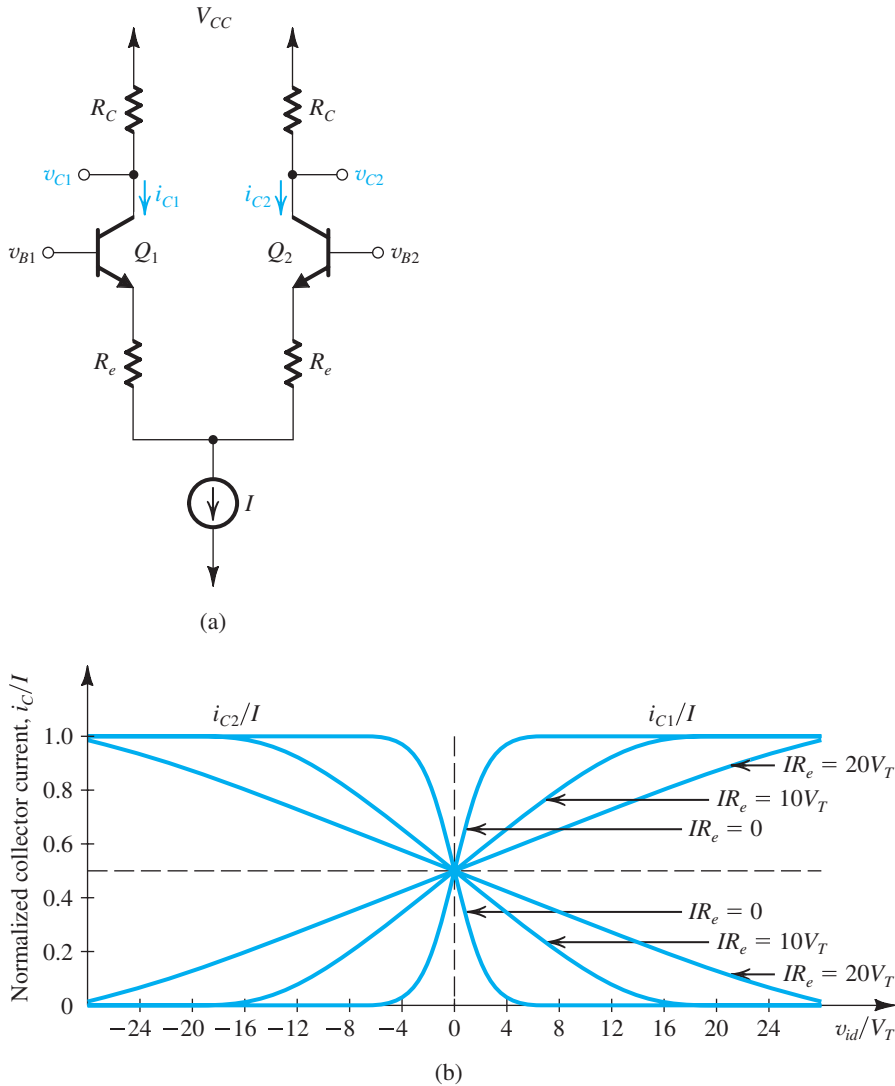 V_CC
R_C R_C
v_C1 i_C1 i_C2 v_C2
v_B1 Q_1 Q_2 v_B2
R_e R_e
I
(a)
Normalized collector current, i_C/I
i_C2/I i_C1/I
1.0
0.8
0.6
0.4
0.2
0
IR_e = 20V_T
IR_e = 10V_T
IR_e = 0
IR_e = 0
IR_e = 10V_T
IR_e = 20V_T
−24 −20 −16 −12 −8 −4 0 4 8 12 16 20 24 v_id/V_T
(b)